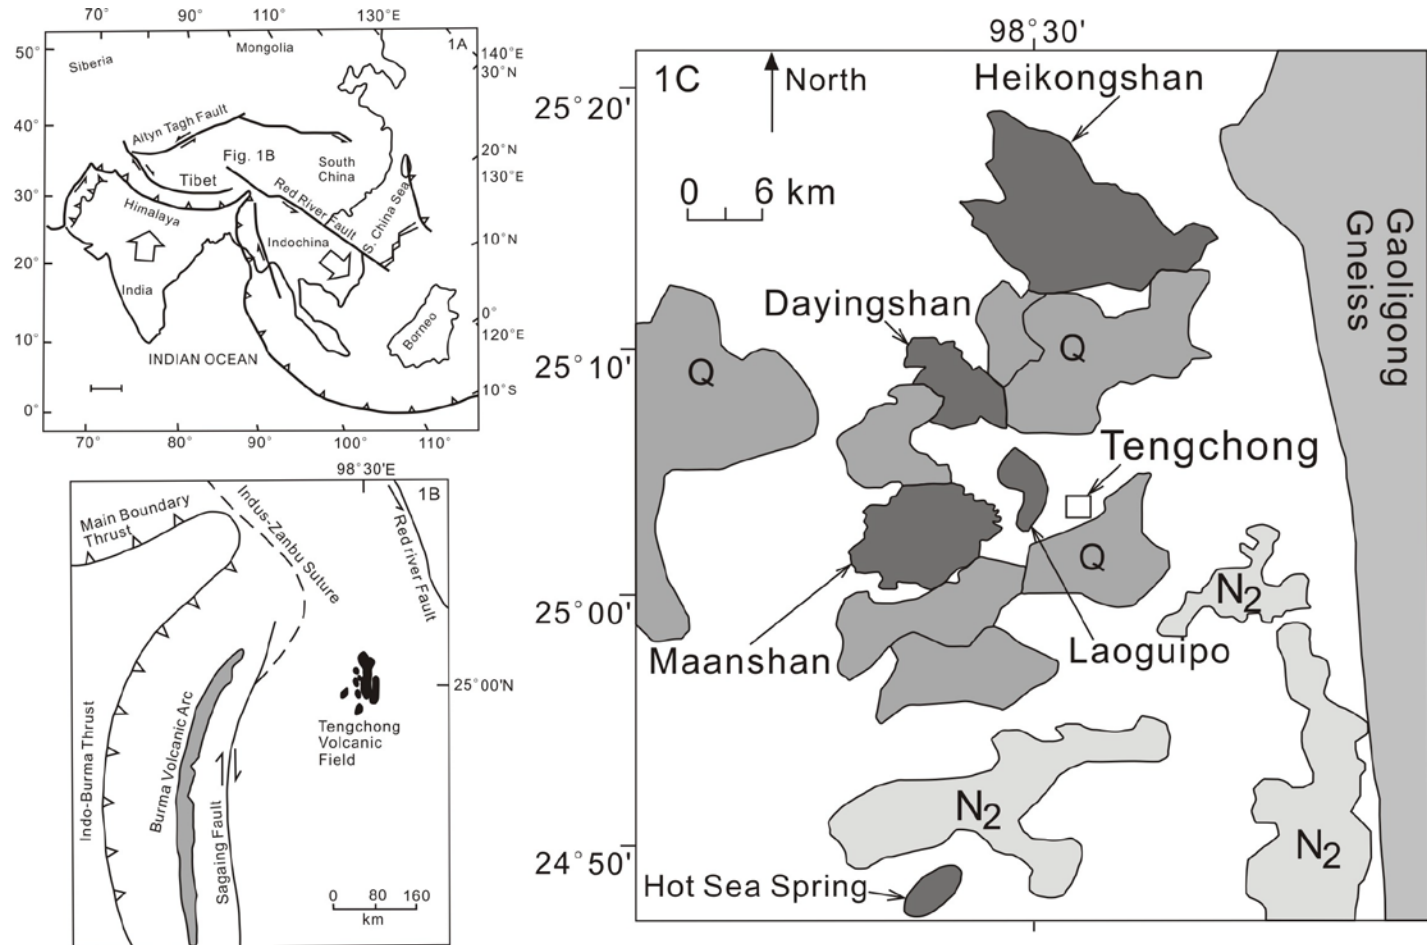 70°
90°
110°
130°E
50°
Siberia
Mongolia
1A
140°E
30°N
40°
Altyn Tagh Fault
Fig. 1B
South
China
20°N
130°E
30°
Tibet
Himalaya
Red River Fault
S. China Sea
Indochina
10°N
20°
India
0°
120°E
10°
INDIAN OCEAN
Borneo
10°S
0°
70°
80°
90°
100°
110°
98°30'E
1B
Main Boundary
Thrust
Indus-Zanbu Suture
Red river Fault
25°00'N
Indo-Burma Thrust
Burma Volcanic Arc
Sagaing Fault
Tengchong
Volcanic
Field
0 80 160
km
98°30'
1C
North
Heikongshan
25°20'
0 6 km
Gaoligong
Gneiss
Dayingshan
25°10'
Q
Q
Tengchong
Q
25°00'
N2
Maanshan
Laoguipo
N2
24°50'
N2
Hot Sea Spring